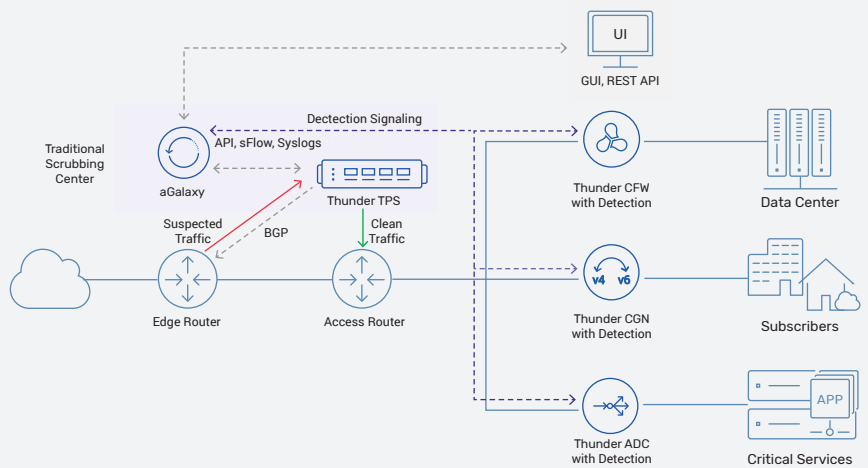 UI
GUI, REST API
Dectection Signaling
Traditional
Scrubbing
Center
API, sFlow, Syslogs
aGalaxy
Thunder TPS
Thunder CFW
with Detection
Data Center
Suspected
Traffic
BGP
Clean
Traffic
v4 v6
Edge Router
Access Router
Thunder CGN
with Detection
Subscribers
APP
Thunder ADC
with Detection
Critical Services